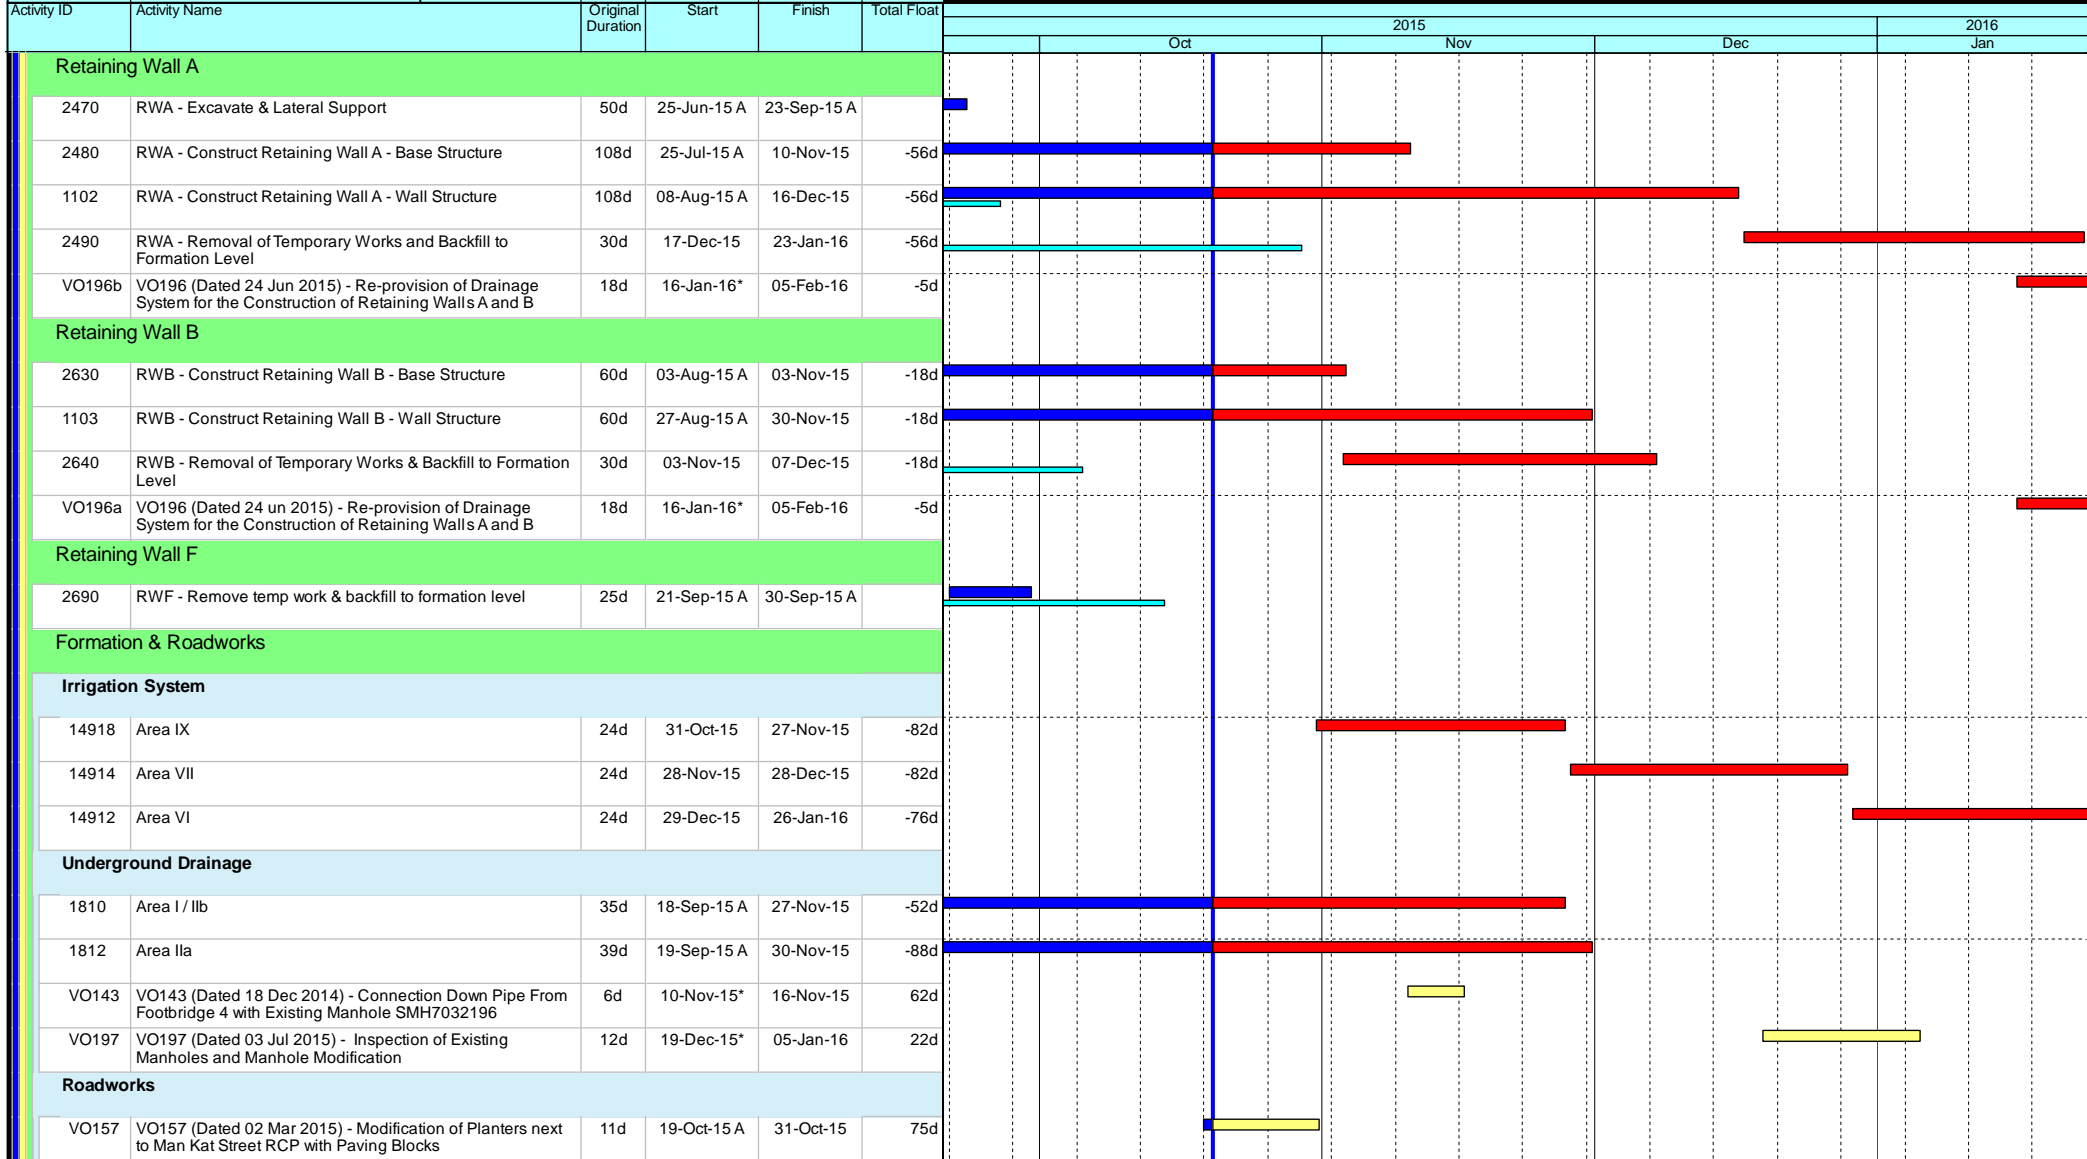 Activity ID Activity Name Original Start Finish Total Float
Duration
2015 2016
Oct Nov Dec Jan
Retaining Wall A
2470 RWA - Excavate & Lateral Support 50d 25-Jun-15 A 23-Sep-15 A
2480 RWA - Construct Retaining Wall A - Base Structure 108d 25-Jul-15 A 10-Nov-15 -56d
1102 RWA - Construct Retaining Wall A - Wall Structure 108d 08-Aug-15 A 16-Dec-15 -56d
2490 RWA - Removal of Temporary Works and Backfill to 30d 17-Dec-15 23-Jan-16 -56d
Formation Level
VO196b VO196 (Dated 24 Jun 2015) - Re-provision of Drainage 18d 16-Jan-16* 05-Feb-16 -5d
System for the Construction of Retaining Walls A and B
Retaining Wall B
2630 RWB - Construct Retaining Wall B - Base Structure 60d 03-Aug-15 A 03-Nov-15 -18d
1103 RWB - Construct Retaining Wall B - Wall Structure 60d 27-Aug-15 A 30-Nov-15 -18d
2640 RWB - Removal of Temporary Works & Backfill to Formation 30d 03-Nov-15 07-Dec-15 -18d
Level
VO196a VO196 (Dated 24 un 2015) - Re-provision of Drainage 18d 16-Jan-16* 05-Feb-16 -5d
System for the Construction of Retaining Walls A and B
Retaining Wall F
2690 RWF - Remove temp work & backfill to formation level 25d 21-Sep-15 A 30-Sep-15 A
Formation & Roadworks
Irrigation System
14918 Area IX 24d 31-Oct-15 27-Nov-15 -82d
14914 Area VII 24d 28-Nov-15 28-Dec-15 -82d
14912 Area VI 24d 29-Dec-15 26-Jan-16 -76d
Underground Drainage
1810 Area I / IIb 35d 18-Sep-15 A 27-Nov-15 -52d
1812 Area IIa 39d 19-Sep-15 A 30-Nov-15 -88d
VO143 VO143 (Dated 18 Dec 2014) - Connection Down Pipe From 6d 10-Nov-15* 16-Nov-15 62d
Footbridge 4 with Existing Manhole SMH7032196
VO197 VO197 (Dated 03 Jul 2015) - Inspection of Existing 12d 19-Dec-15* 05-Jan-16 22d
Manholes and Manhole Modification
Roadworks
VO157 VO157 (Dated 02 Mar 2015) - Modification of Planters next 11d 19-Oct-15 A 31-Oct-15 75d
to Man Kat Street RCP with Paving Blocks